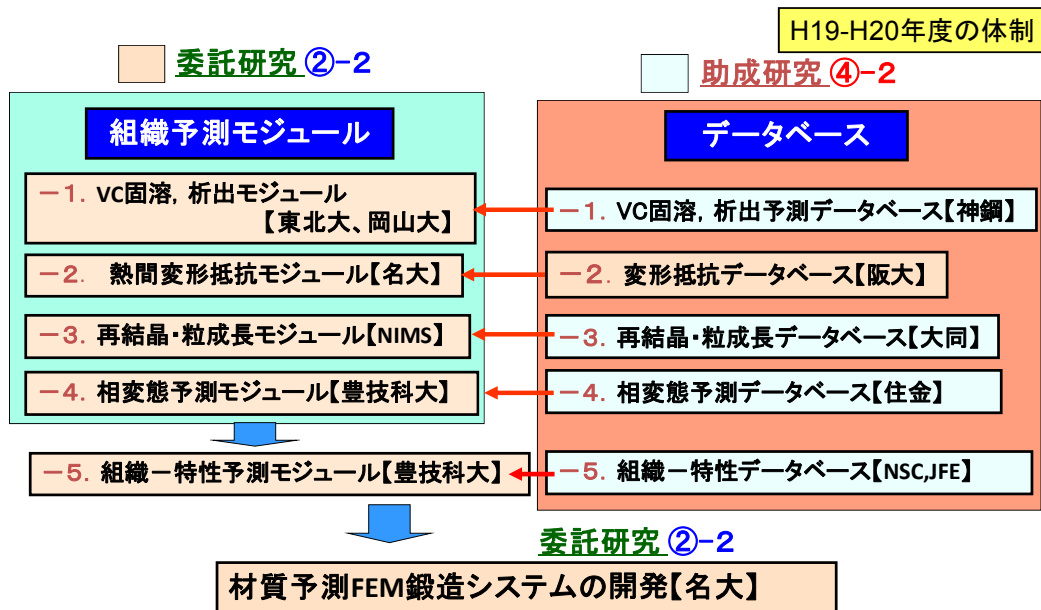 H19-H20年度の体制
委託研究 ②-2
助成研究 ④-2
組織予測モジュール
－1. VC固溶, 析出モジュール
【東北大、岡山大】
－2. 熱間変形抵抗モジュール【名大】
－3. 再結晶・粒成長モジュール【NIMS】
－4. 相変態予測モジュール【豊技科大】
－5. 組織－特性予測モジュール【豊技科大】
データベース
－1. VC固溶, 析出予測データベース【神鋼】
－2. 変形抵抗データベース【阪大】
－3. 再結晶・粒成長データベース【大同】
－4. 相変態予測データベース【住金】
－5. 組織－特性データベース【NSC,JFE】
委託研究 ②-2
材質予測FEM鍛造システムの開発【名大】